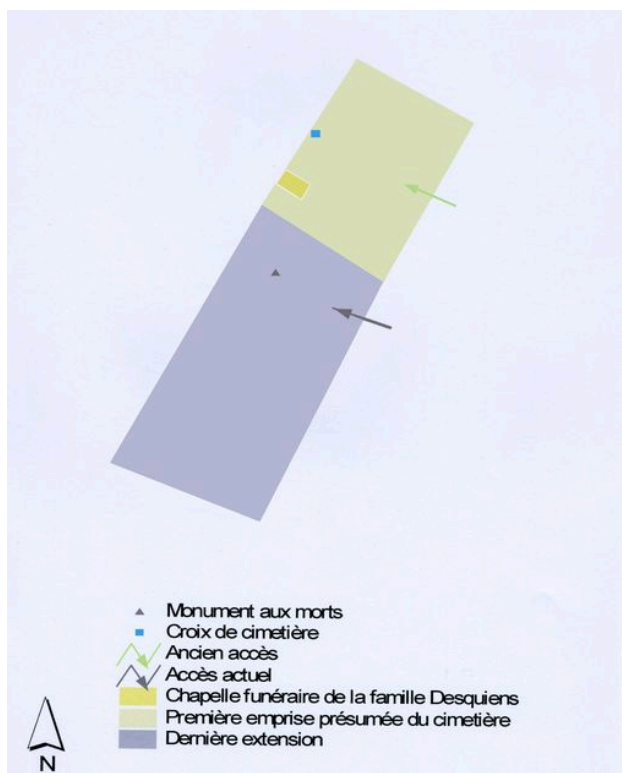 Monument aux morts
Croix de cimetière
Ancien accès
Accès actuel
Chapelle funéraire de la famille Desquiens
Première emprise présumée du cimetière
Dernière extension
N